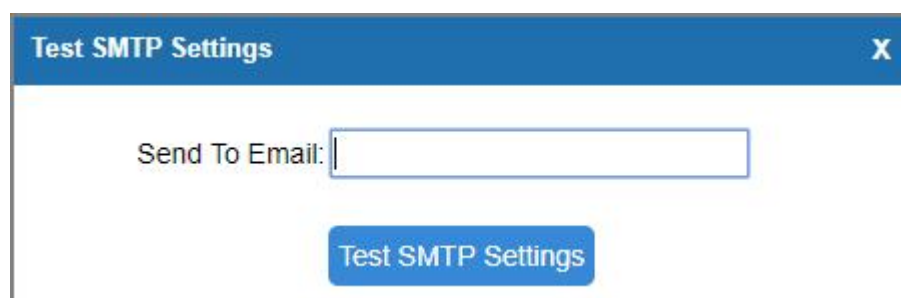 Test SMTP Settings X
Send To Email:
Test SMTP Settings